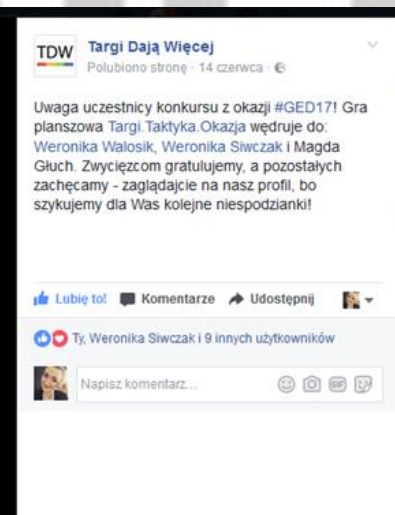 TDW
Targi Dają Więcej
Polubiono stronę · 14 czerwca ·
Uwaga uczestnicy konkursu z okazji #GED17! Gra
planszowa Targi.Taktyka.Okazja wędruje do:
Weronika Walosik, Weronika Siwczak i Magda
Głuch. Zwycięzcom gratulujemy, a pozostałych
zachęcamy - zaglądajcie na nasz profil, bo
szykujemy dla Was kolejne niespodzianki!
Lubię to! Komentarze Udostępnij
Ty, Weronika Siwczak i 9 innych użytkowników
Napisz komentarz... GIF